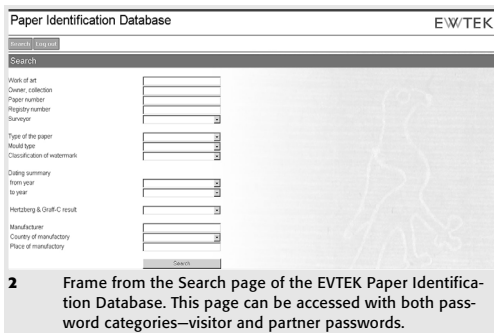 Paper Identification Database
EVTEK
Search Log out
Search
Work of art
Owner, collection
Paper number
Registry number
Surveyor
Type of the paper
Mould type
Classification of watermark
Dating summary
from year
to year
Hertzberg & Graff-C result
Manufacturer
Country of manufactory
Place of manufactory
Search
2 Frame from the Search page of the EVTEK Paper Identifica-
tion Database. This page can be accessed with both pass-
word categories—visitor and partner passwords.